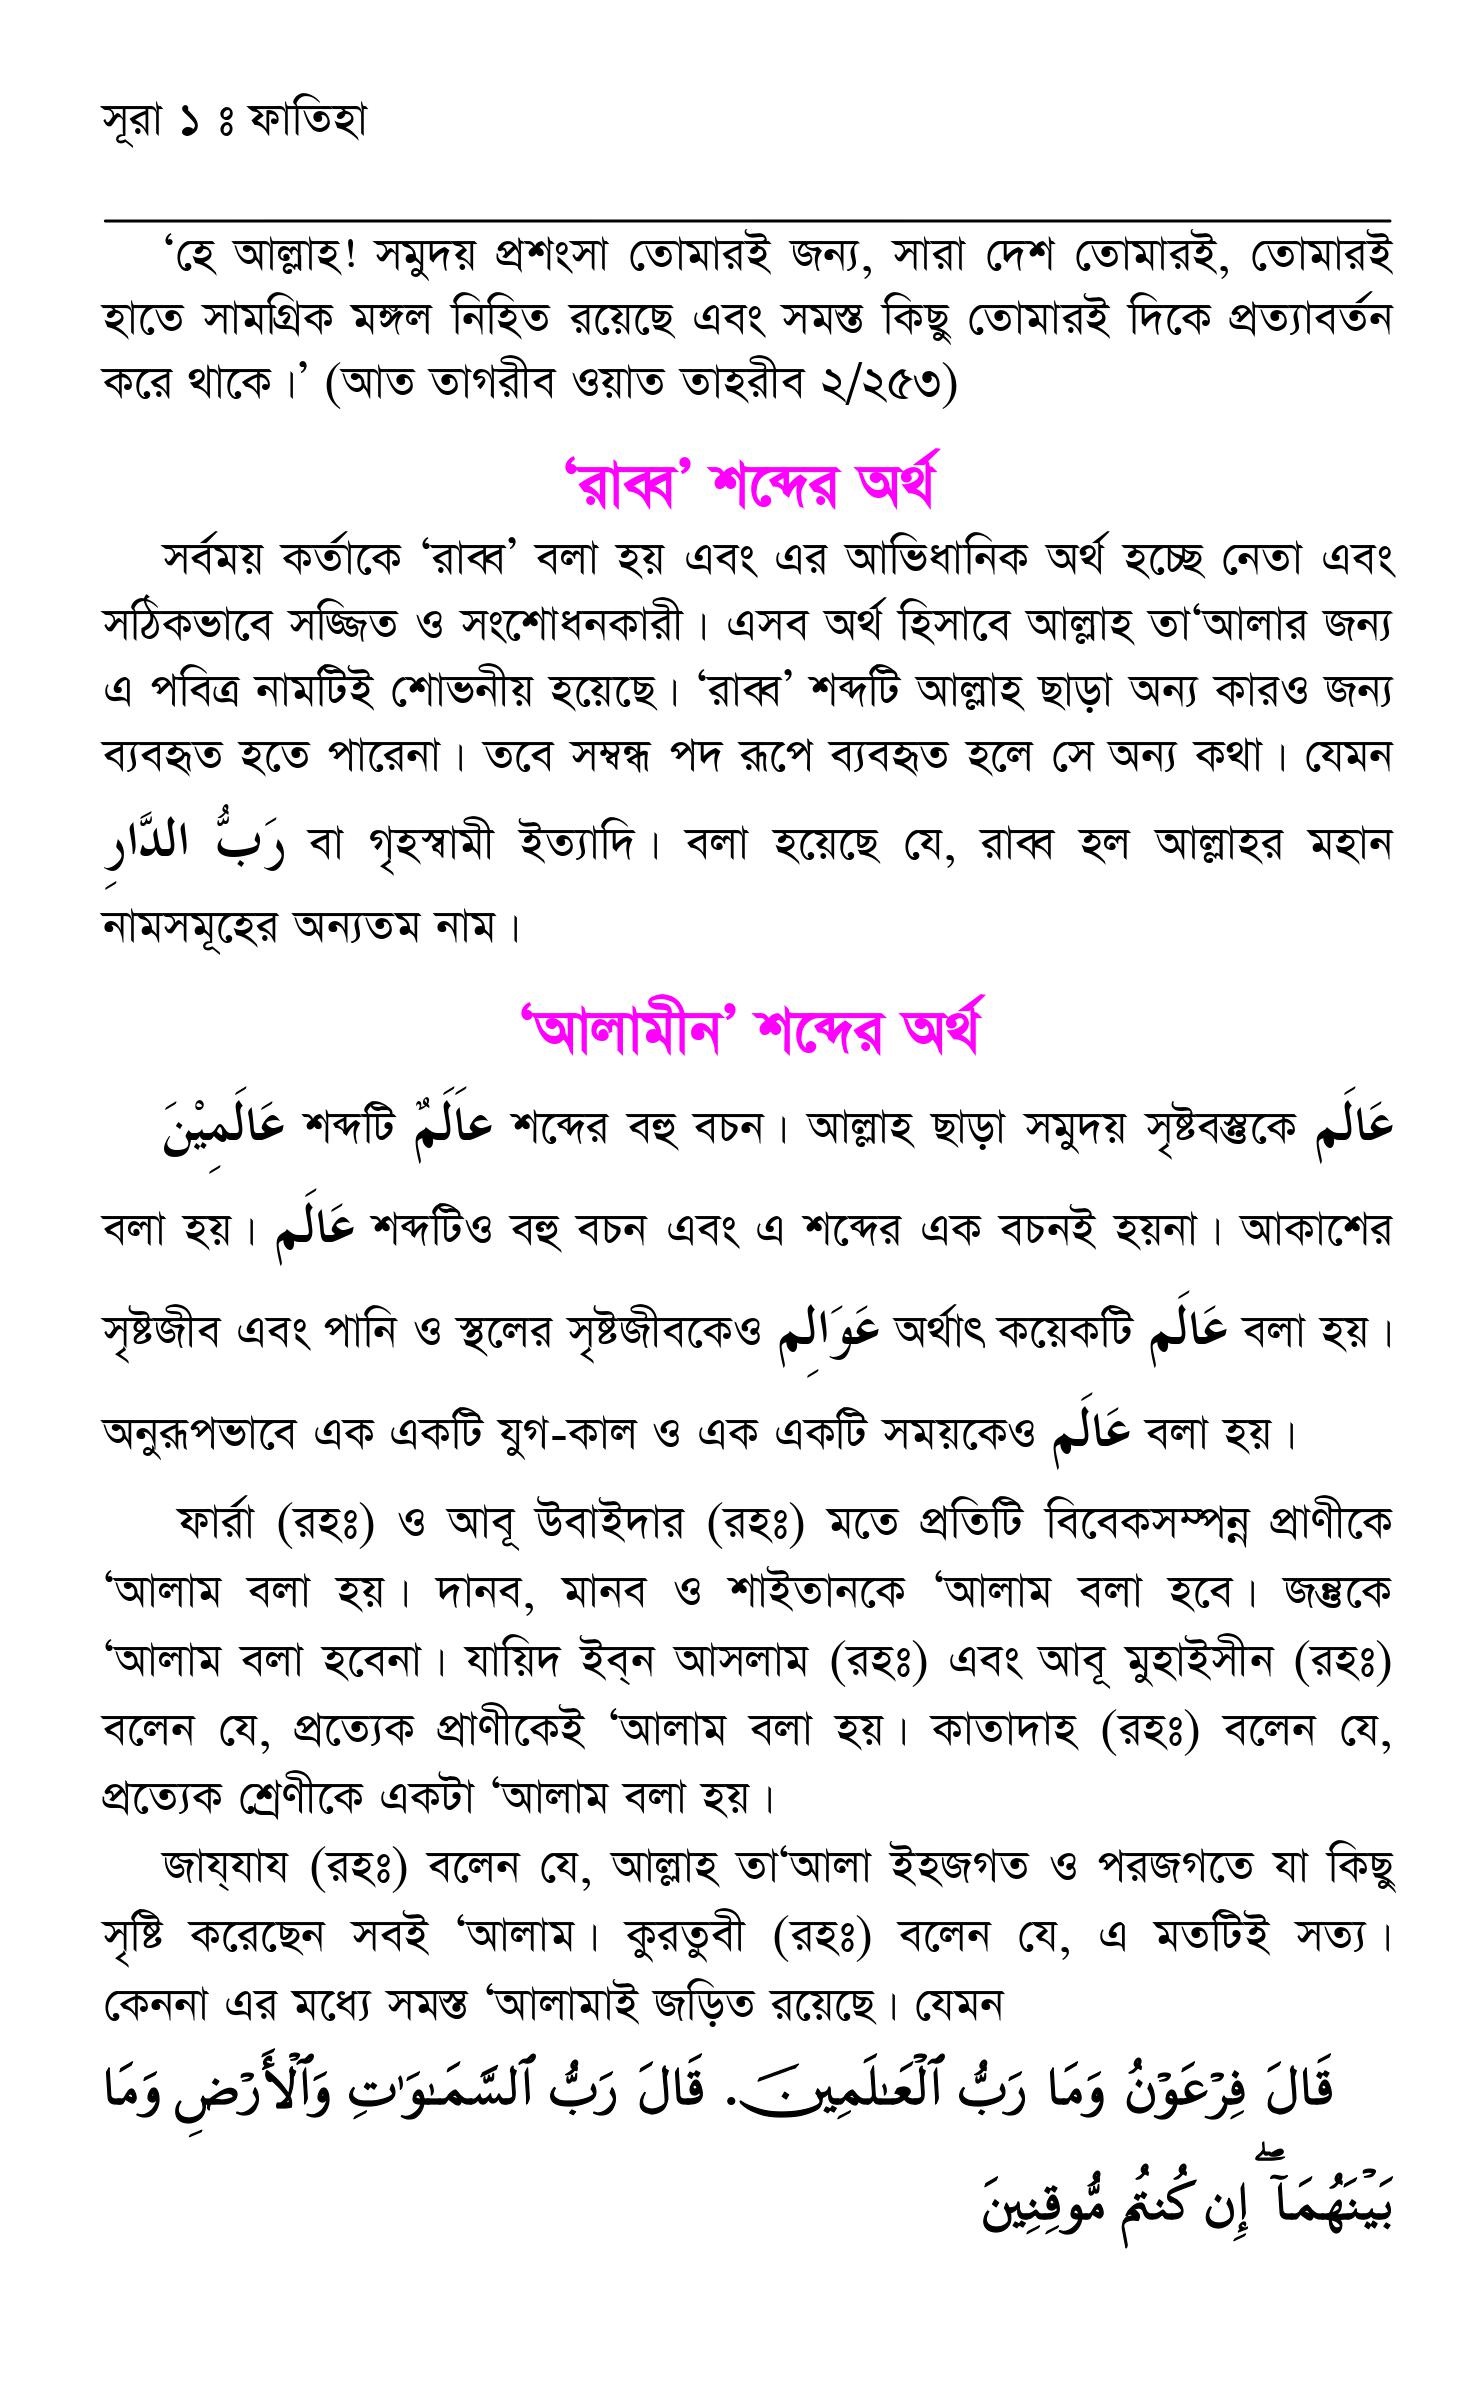 সূরা ১ ঃ ফাতিহা
‘হে আল্লাহ! সমুদয় প্রশংসা তোমারই জন্য, সারা দেশ তোমারই, তোমারই
হাতে সামগ্রিক মঙ্গল নিহিত রয়েছে এবং সমস্ত কিছু তোমারই দিকে প্রত্যাবর্তন
করে থাকে।’ (আত তাগরীব ওয়াত তাহরীব ২/২৫৩)
‘রাব্ব’ শব্দের অর্থ
সর্বময় কর্তাকে ‘রাব্ব’ বলা হয় এবং এর আভিধানিক অর্থ হচ্ছে নেতা এবং
সঠিকভাবে সজ্জিত ও সংশোধনকারী। এসব অর্থ হিসাবে আল্লাহ তা‘আলার জন্য
এ পবিত্র নামটিই শোভনীয় হয়েছে। ‘রাব্ব’ শব্দটি আল্লাহ ছাড়া অন্য কারও জন্য
ব্যবহৃত হতে পারেনা। তবে সম্বন্ধ পদ রূপে ব্যবহৃত হলে সে অন্য কথা। যেমন
رَبُّ الدَّارِ বা গৃহস্বামী ইত্যাদি। বলা হয়েছে যে, রাব্ব হল আল্লাহর মহান
নামসমূহের অন্যতম নাম।
‘আলামীন’ শব্দের অর্থ
عَالَمِيْنَ শব্দটি عاَلَمٌ শব্দের বহু বচন। আল্লাহ ছাড়া সমুদয় সৃষ্টবস্তুকে عَالَم
বলা হয়। عَالَم শব্দটিও বহু বচন এবং এ শব্দের এক বচনই হয়না। আকাশের
সৃষ্টজীব এবং পানি ও স্থলের সৃষ্টজীবকেও عَوَالِم অর্থাৎ কয়েকটি عَالَم বলা হয়।
অনুরূপভাবে এক একটি যুগ-কাল ও এক একটি সময়কেও عَالَم বলা হয়।
ফার্রা (রহঃ) ও আবূ উবাইদার (রহঃ) মতে প্রতিটি বিবেকসম্পন্ন প্রাণীকে
‘আলাম বলা হয়। দানব, মানব ও শাইতানকে ‘আলাম বলা হবে। জন্তুকে
‘আলাম বলা হবেনা। যায়িদ ইব্‌ন আসলাম (রহঃ) এবং আবূ মুহাইসীন (রহঃ)
বলেন যে, প্রত্যেক প্রাণীকেই ‘আলাম বলা হয়। কাতাদাহ (রহঃ) বলেন যে,
প্রত্যেক শ্রেণীকে একটা ‘আলাম বলা হয়।
জায্‌যায (রহঃ) বলেন যে, আল্লাহ তা‘আলা ইহজগত ও পরজগতে যা কিছু
সৃষ্টি করেছেন সবই ‘আলাম। কুরতুবী (রহঃ) বলেন যে, এ মতটিই সত্য।
কেননা এর মধ্যে সমস্ত ‘আলামাই জড়িত রয়েছে। যেমন
قَالَ فِرْعَوْنُ وَمَا رَبُّ ٱلْعَـٰلَمِينَ. قَالَ رَبُّ ٱلسَّمَـٰوَٰتِ وَٱلْأَرْضِ وَمَا
بَيْنَهُمَآ ۖ إِن كُنتُم مُّوقِنِينَ